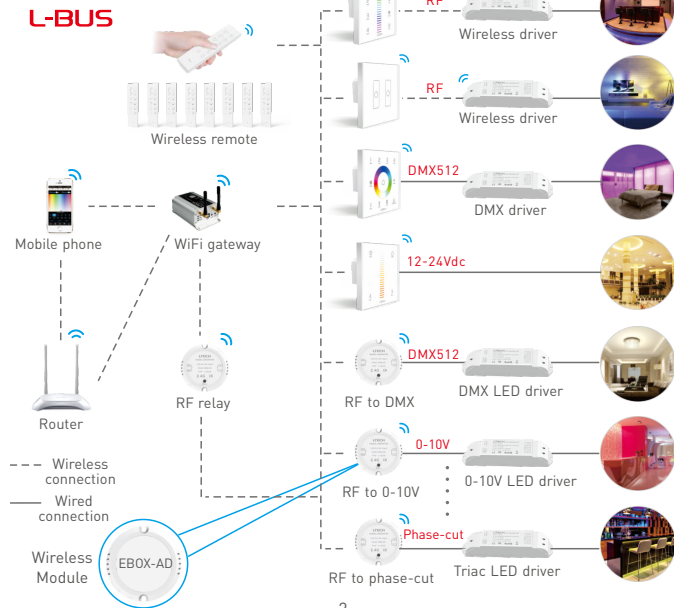 L-BUS
RF
Wireless driver
RF
Wireless driver
Wireless remote
DMX512
DMX driver
Mobile phone
WiFi gateway
12-24Vdc
DMX512
DMX LED driver
RF to DMX
RF relay
Router
0-10V
0-10V LED driver
RF to 0-10V
Wireless
connection
Wired
connection
Phase-cut
Triac LED driver
RF to phase-cut
Wireless
Module
EBOX-AD